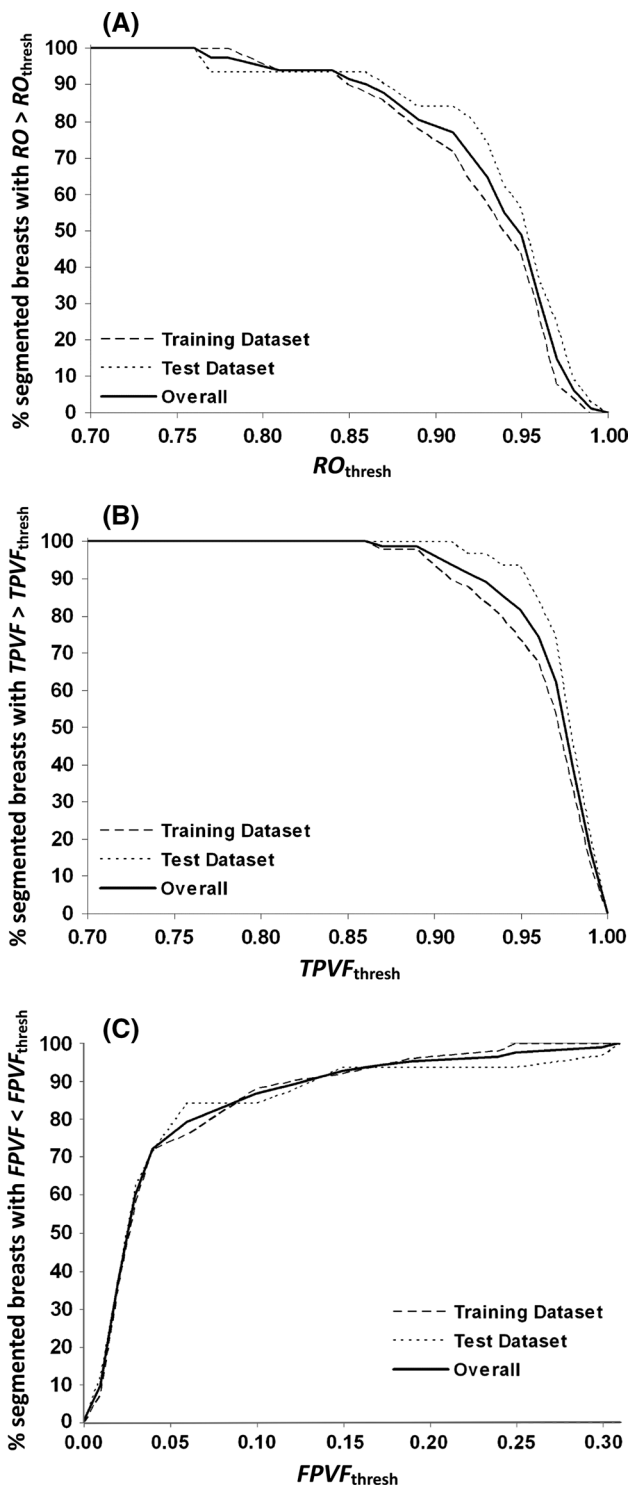 (A)
% segmented breasts with RO > ROthresh
100
90
80
70
60
50
40
30
20
10
0
Training Dataset
Test Dataset
Overall
0.70 0.75 0.80 0.85 0.90 0.95 1.00
ROthresh
(B)
% segmented breasts with TPVF > TPVFthresh
100
90
80
70
60
50
40
30
20
10
0
Training Dataset
Test Dataset
Overall
0.70 0.75 0.80 0.85 0.90 0.95 1.00
TPVFthresh
(C)
% segmented breasts with FPVF < FPVFthresh
100
90
80
70
60
50
40
30
20
10
0
Training Dataset
Test Dataset
Overall
0.00 0.05 0.10 0.15 0.20 0.25 0.30
FPVFthresh